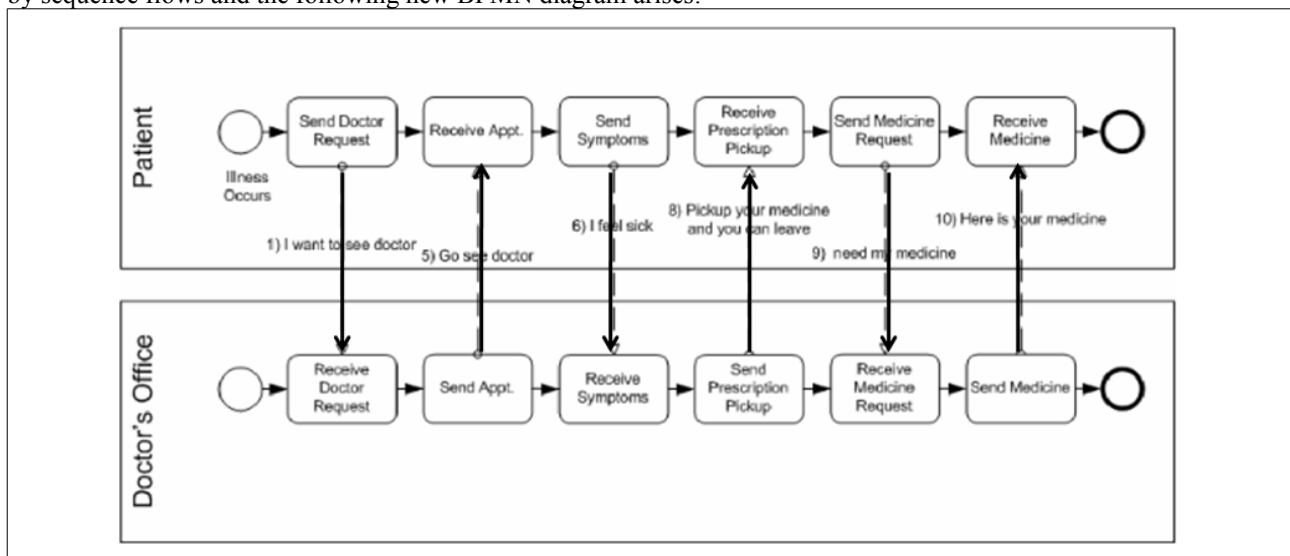 by sequence flows and the following new BPMN diagram arises:
Patient
Send Doctor
Request
Receive Appt.
Send
Symptoms
Receive
Prescription
Pickup
Send Medicine
Request
Receive
Medicine
Illness
Occurs
1) I want to see doctor
5) Go see doctor
6) I feel sick
8) Pickup your medicine
and you can leave
9) need my medicine
10) Here is your medicine
Doctor's Office
Receive
Doctor
Request
Send Appt.
Receive
Symptoms
Send
Prescription
Pickup
Receive
Medicine
Request
Send Medicine